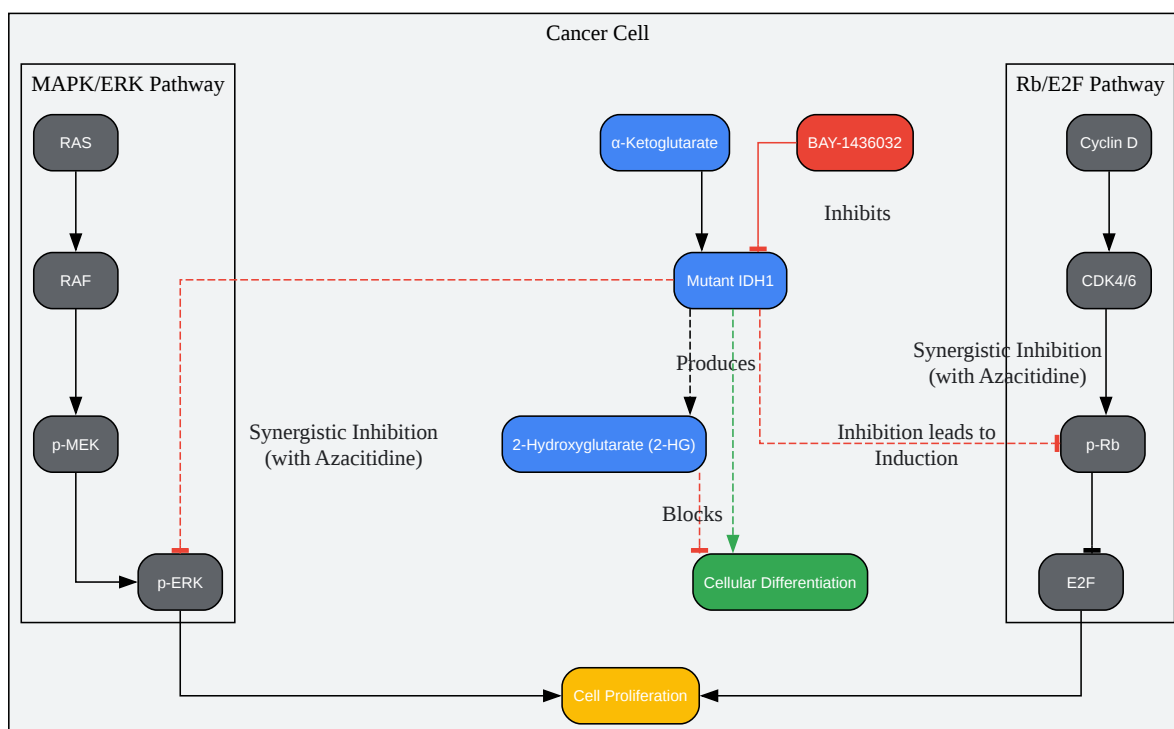 Cancer Cell
MAPK/ERK Pathway
Rb/E2F Pathway
RAS
α-Ketoglutarate
BAY-1436032
Cyclin D
Inhibits
RAF
Mutant IDH1
CDK4/6
Produces
Synergistic Inhibition
(with Azacitidine)
p-MEK
Synergistic Inhibition
(with Azacitidine)
2-Hydroxyglutarate (2-HG)
Inhibition leads to
Induction
p-Rb
Blocks
p-ERK
Cellular Differentiation
E2F
Cell Proliferation